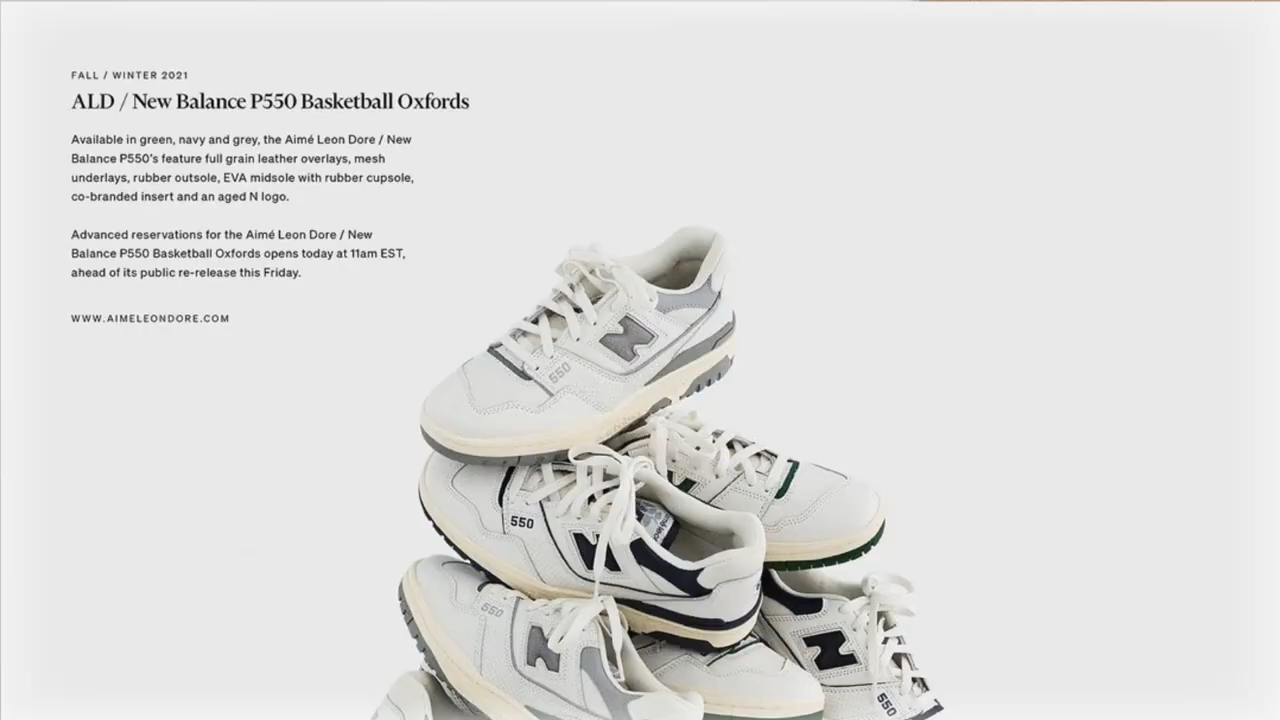 FALL / WINTER 2021
ALD / New Balance P550 Basketball Oxfords
Available in green, navy and grey, the Aimé Leon Dore / New
Balance P550's feature full grain leather overlays, mesh
underlays, rubber outsole, EVA midsole with rubber cupsole,
co-branded insert and an aged N logo.
Advanced reservations for the Aimé Leon Dore / New
Balance P550 Basketball Oxfords opens today at 11am EST,
ahead of its public re-release this Friday.
WWW.AIMELEONDORE.COM
N
550
550
N
550
N
N
550